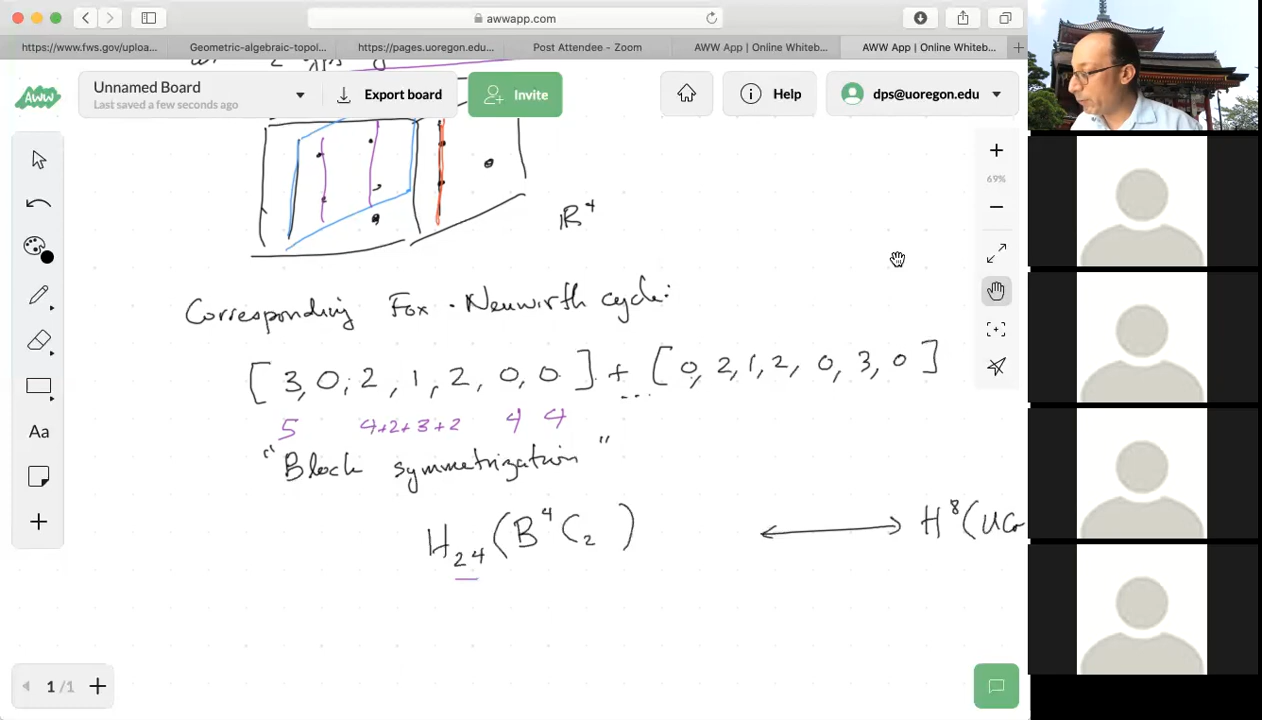 awwapp.com
https://www.fws.gov/uploa...
Geometric-algebraic-topol...
https://pages.uoregon.edu...
Post Attendee - Zoom
AWW App | Online Whiteb...
AWW App | Online Whiteb...
Unnamed Board
Last saved a few seconds ago
Export board
Invite
Help
dps@uoregon.edu
AWW
69%
ℝ⁴
Corresponding Fox-Neuwirth cycle:
[3, 0, 2, 1, 2, 0, 0] + [0, 2, 1, 2, 0, 3, 0]
...
5 4+2+3+2 4 4
"Block symmetrization"
H₂₄(B⁴C₂) ⟷ H⁸(UCo
Aa
1/1